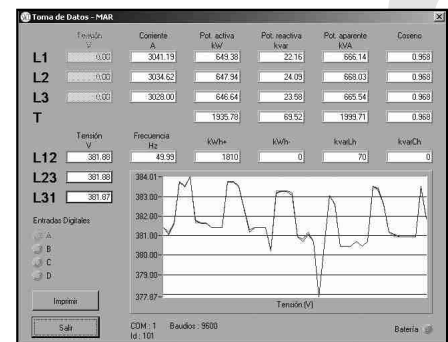 Toma de Datos - MAR
Tensión V Corriente A Pot. activa kW Pot. reactiva kvar Pot. aparente kVA Coseno
L1 0,00 3041.19 649.38 22.16 666.14 0.968
L2 0,00 3034.62 647.94 24.09 668.03 0.968
L3 0,00 3028.00 646.64 23.58 665.54 0.968
T 1935.78 69.52 1999.71 0.968
Tensión V Frecuencia Hz kWh+ kWh- kvarLh kvarCh
L12 381.88 49.99 1810 0 70 0
L23 381.88
L31 381.87
384.01
383.00
382.00
381.00
380.00
379.00
377.87
Tensión (V)
Entradas Digitales
A
B
C
D
Imprimir
Salir
COM : 1 Baudios : 9600
Id : 101
Batería